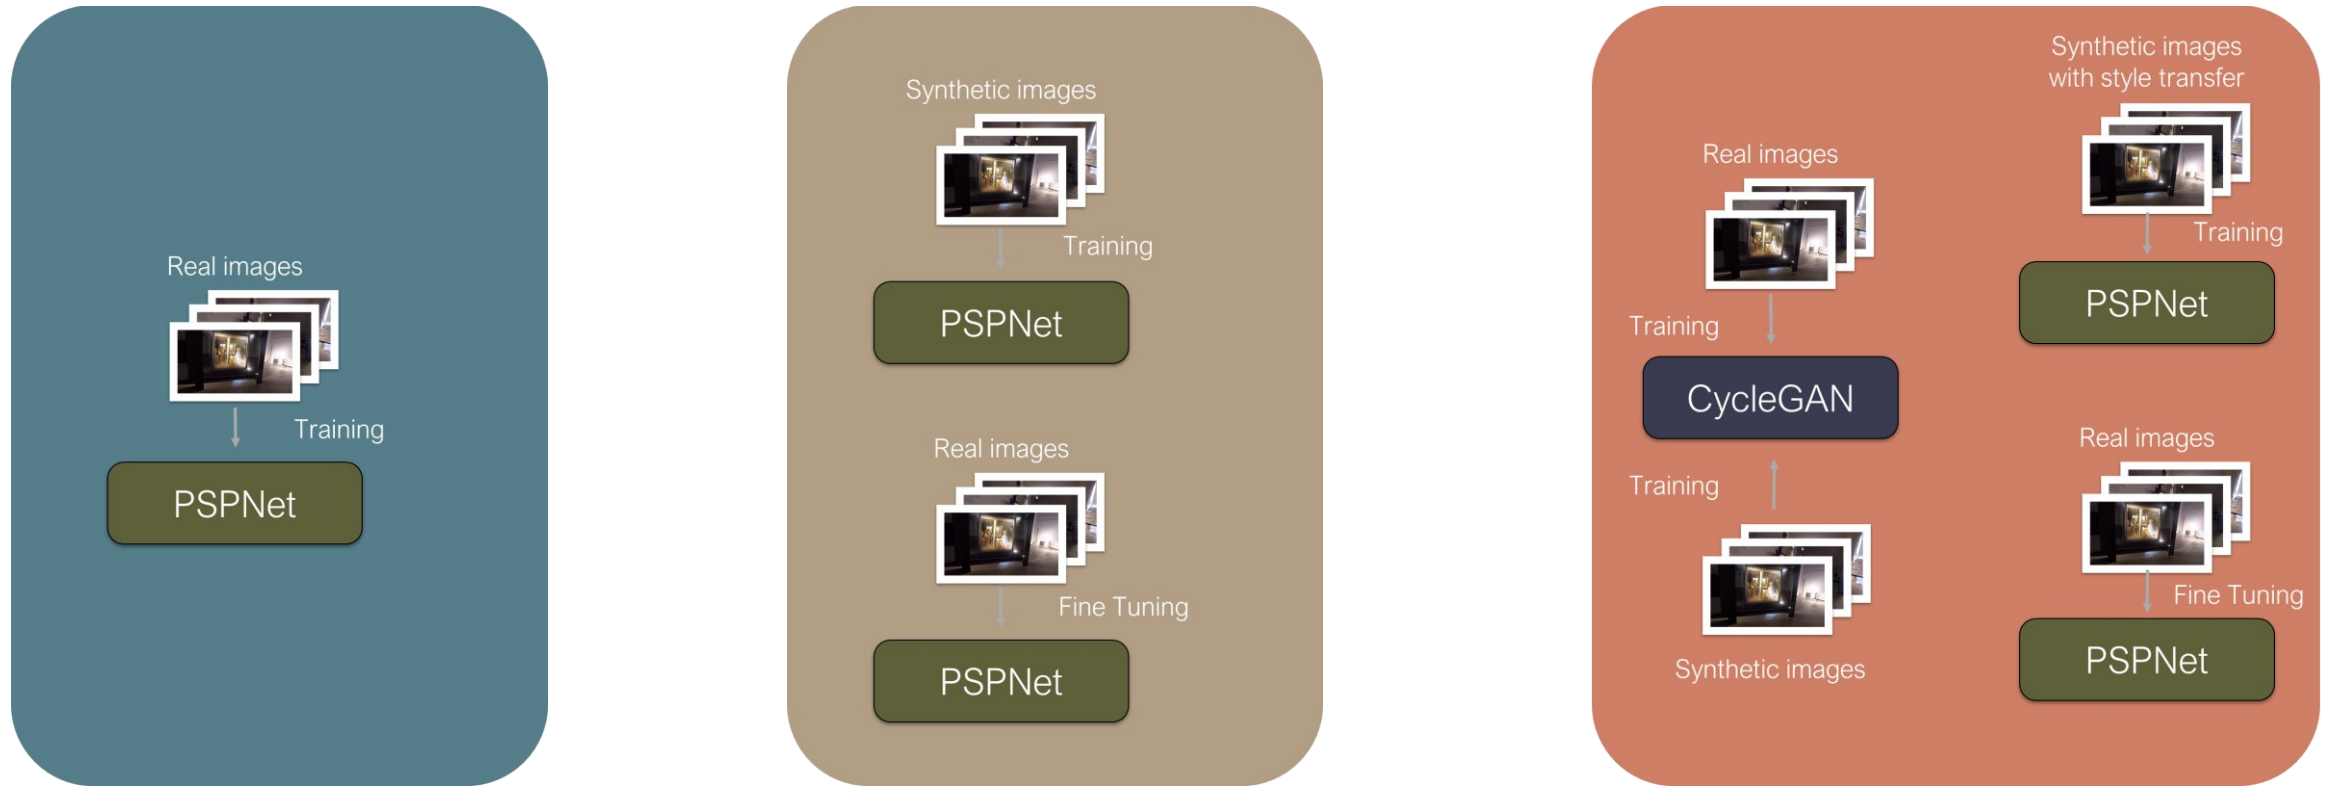 Real images
Training
PSPNet
Synthetic images
Training
PSPNet
Real images
Fine Tuning
PSPNet
Real images
Training
CycleGAN
Training
Synthetic images
Synthetic images
with style transfer
Training
PSPNet
Real images
Fine Tuning
PSPNet